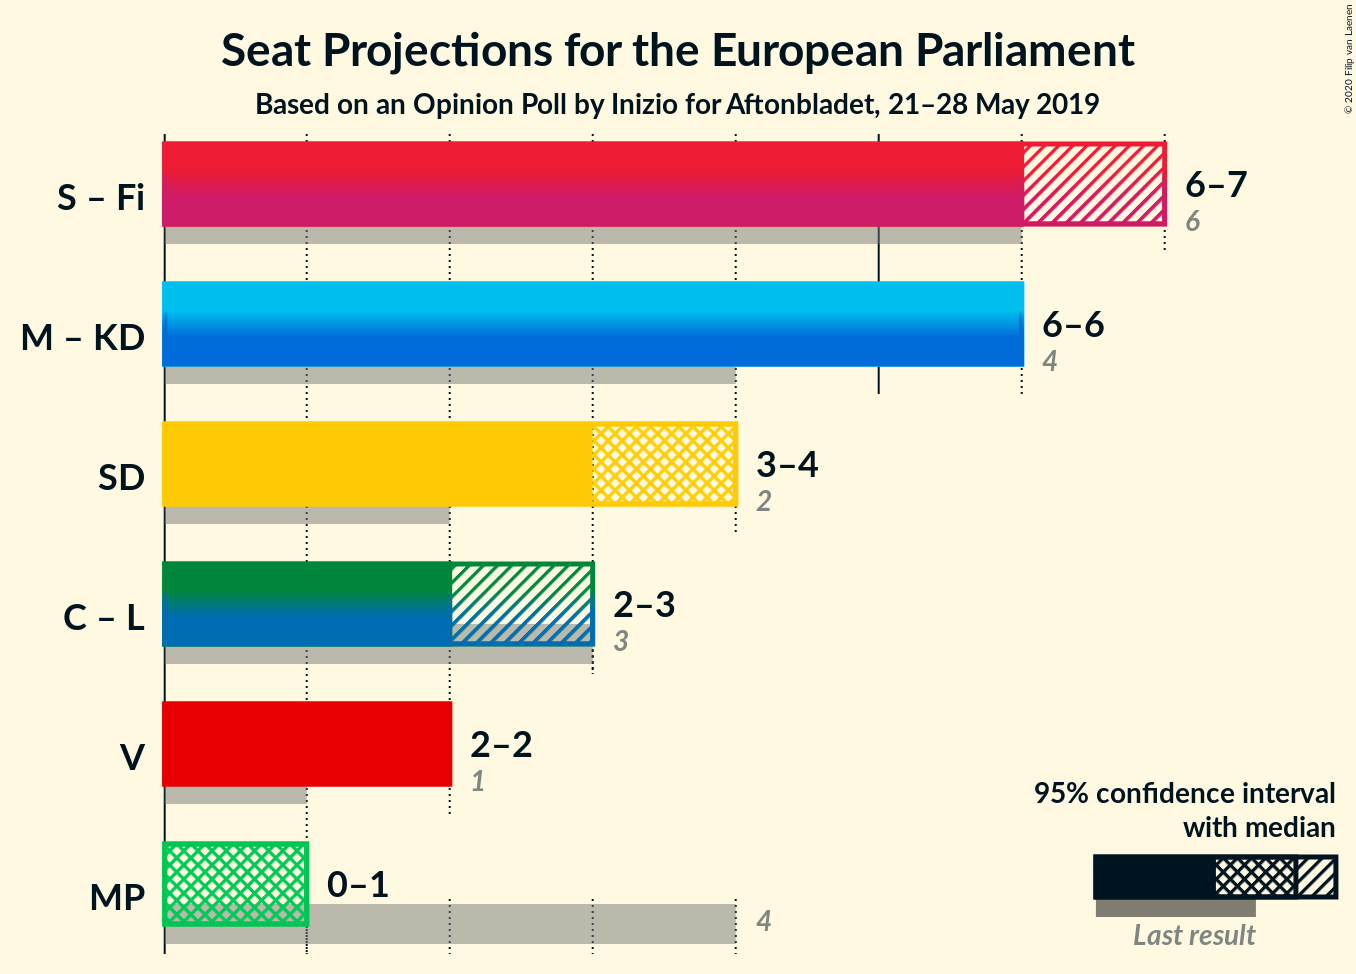 Seat Projections for the European Parliament
Based on an Opinion Poll by Inizio for Aftonbladet, 21–28 May 2019
© 2020 Filip van Laenen
S – Fi
6–7
6
M – KD
6–6
4
SD
3–4
2
C – L
2–3
3
V
2–2
1
MP
0–1
4
95% confidence interval
with median
Last result